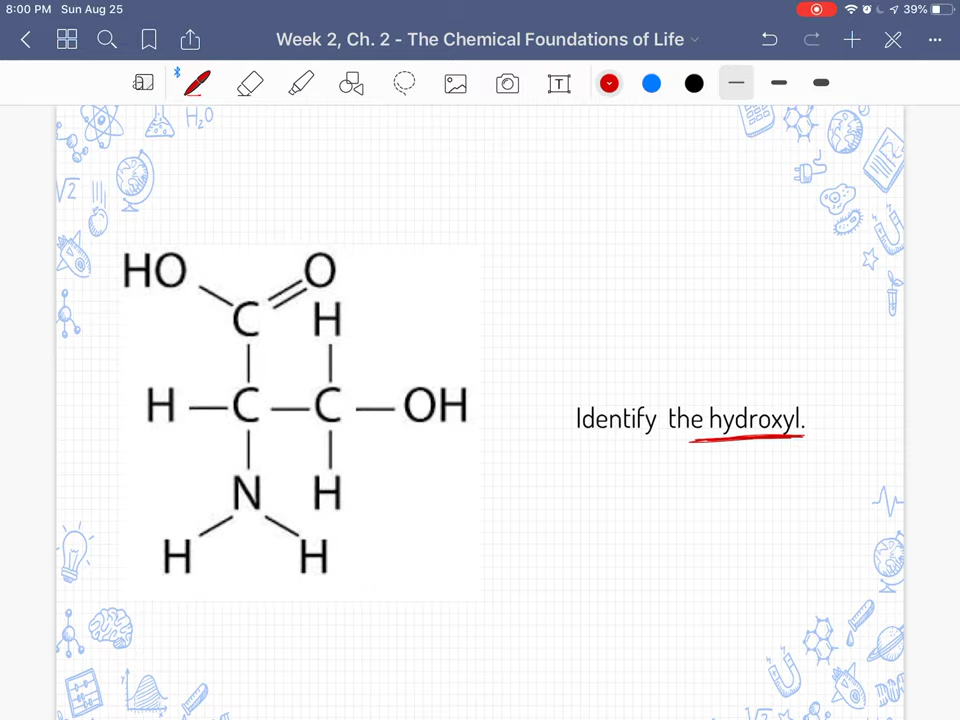 8:00 PM Sun Aug 25
39%
Week 2, Ch. 2 - The Chemical Foundations of Life
T
H₂O
√2
HO O
C H
H — C — C — OH
N H
H H
Identify the hydroxyl.